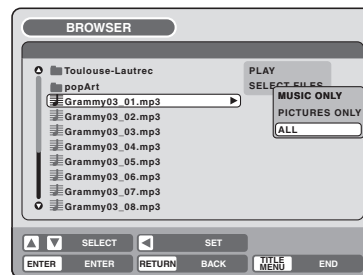 BROWSER
Toulouse-Lautrec
popArt
Grammy03_01.mp3
Grammy03_02.mp3
Grammy03_03.mp3
Grammy03_04.mp3
Grammy03_05.mp3
Grammy03_06.mp3
Grammy03_07.mp3
Grammy03_08.mp3
PLAY
SELECT FILES
MUSIC ONLY
PICTURES ONLY
ALL
SELECT SET
ENTER ENTER RETURN BACK TITLE MENU END